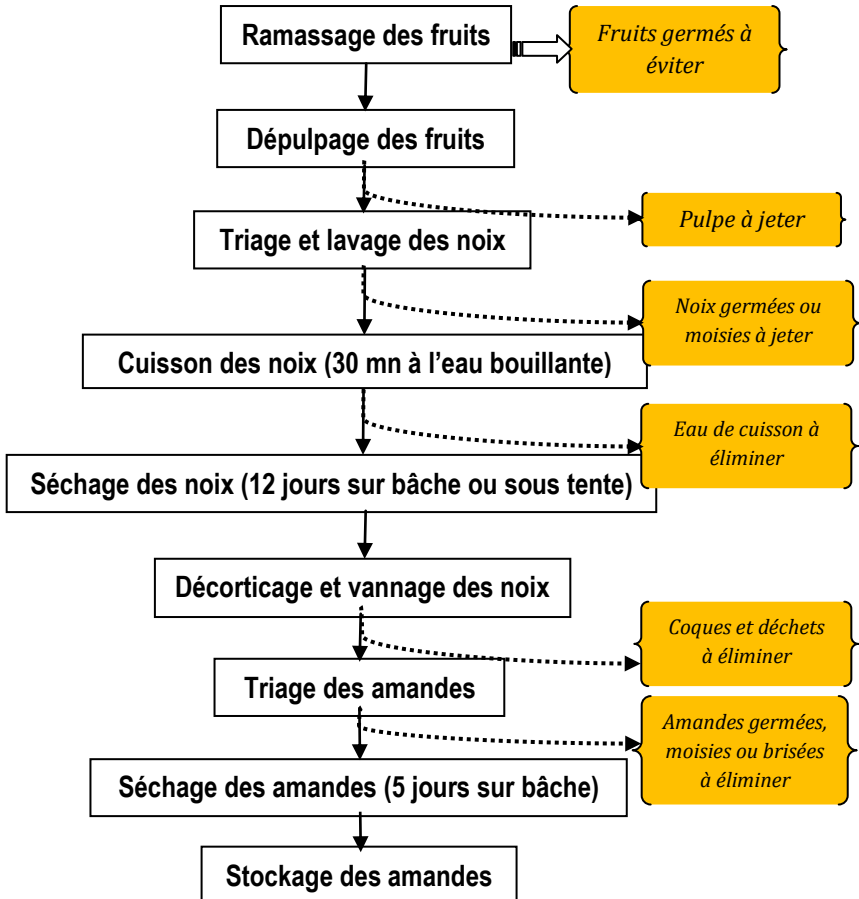 Ramassage des fruits
Fruits germés à
éviter
Dépulpage des fruits
Pulpe à jeter
Triage et lavage des noix
Noix germées ou
moisies à jeter
Cuisson des noix (30 mn à l'eau bouillante)
Eau de cuisson à
éliminer
Séchage des noix (12 jours sur bâche ou sous tente)
Décorticage et vannage des noix
Coques et déchets
à éliminer
Triage des amandes
Amandes germées,
moisies ou brisées
à éliminer
Séchage des amandes (5 jours sur bâche)
Stockage des amandes